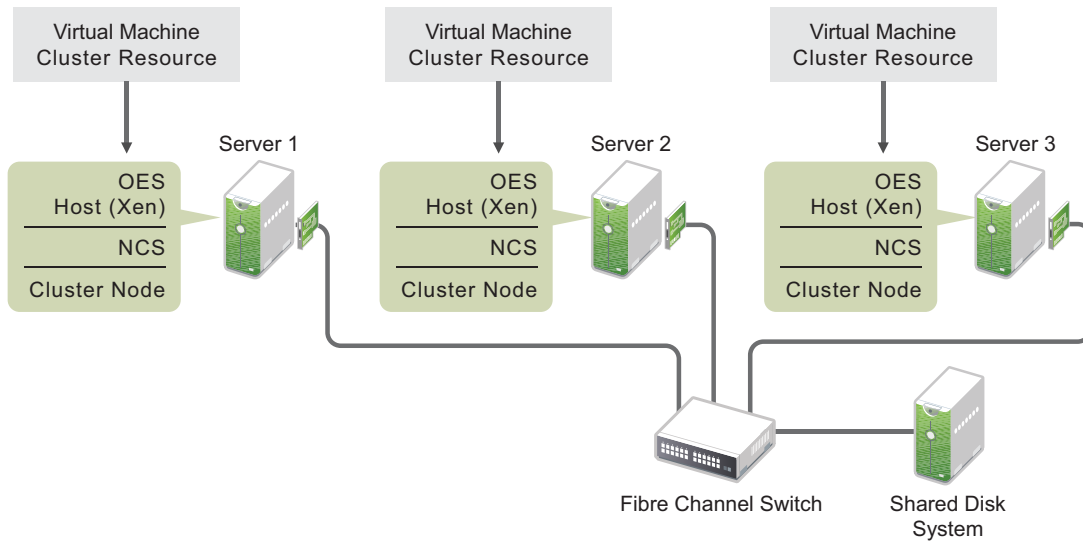 Virtual Machine
Cluster Resource
Virtual Machine
Cluster Resource
Virtual Machine
Cluster Resource
Server 1
Server 2
Server 3
OES
Host (Xen)
NCS
Cluster Node
OES
Host (Xen)
NCS
Cluster Node
OES
Host (Xen)
NCS
Cluster Node
Fibre Channel Switch
Shared Disk
System